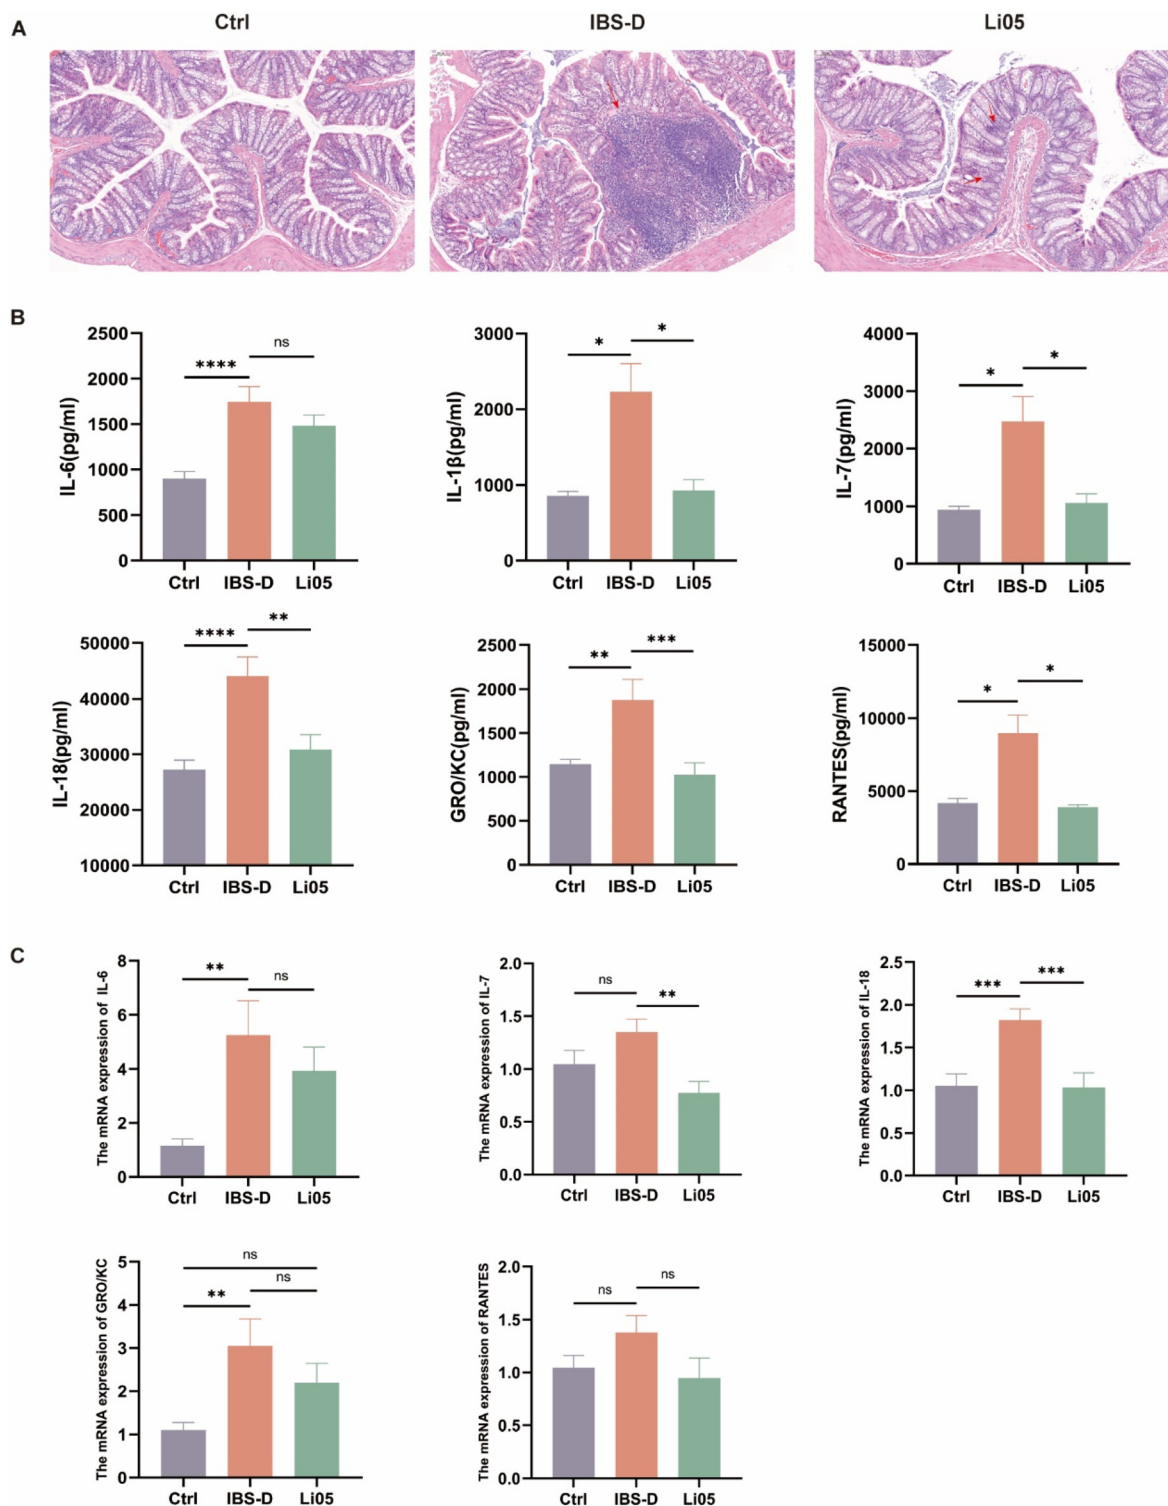 A
Ctrl
IBS-D
Li05
B
IL-6(pg/ml)
2500
2000
1500
1000
500
0
****
ns
Ctrl
IBS-D
Li05
IL-1β(pg/ml)
3000
2000
1000
0
*
*
Ctrl
IBS-D
Li05
IL-7(pg/ml)
4000
3000
2000
1000
0
*
*
Ctrl
IBS-D
Li05
IL-18(pg/ml)
50000
40000
30000
20000
10000
****
**
Ctrl
IBS-D
Li05
GRO/KC(pg/ml)
2500
2000
1500
1000
500
0
**
***
Ctrl
IBS-D
Li05
RANTES(pg/ml)
15000
10000
5000
0
*
*
Ctrl
IBS-D
Li05
C
The mRNA expression of IL-6
8
6
4
2
0
**
ns
Ctrl
IBS-D
Li05
The mRNA expression of IL-7
2.0
1.5
1.0
0.5
0.0
ns
**
Ctrl
IBS-D
Li05
The mRNA expression of IL-18
2.5
2.0
1.5
1.0
0.5
0.0
***
***
Ctrl
IBS-D
Li05
The mRNA expression of GRO/KC
5
4
3
2
1
0
ns
**
ns
Ctrl
IBS-D
Li05
The mRNA expression of RANTES
2.0
1.5
1.0
0.5
0.0
ns
ns
Ctrl
IBS-D
Li05